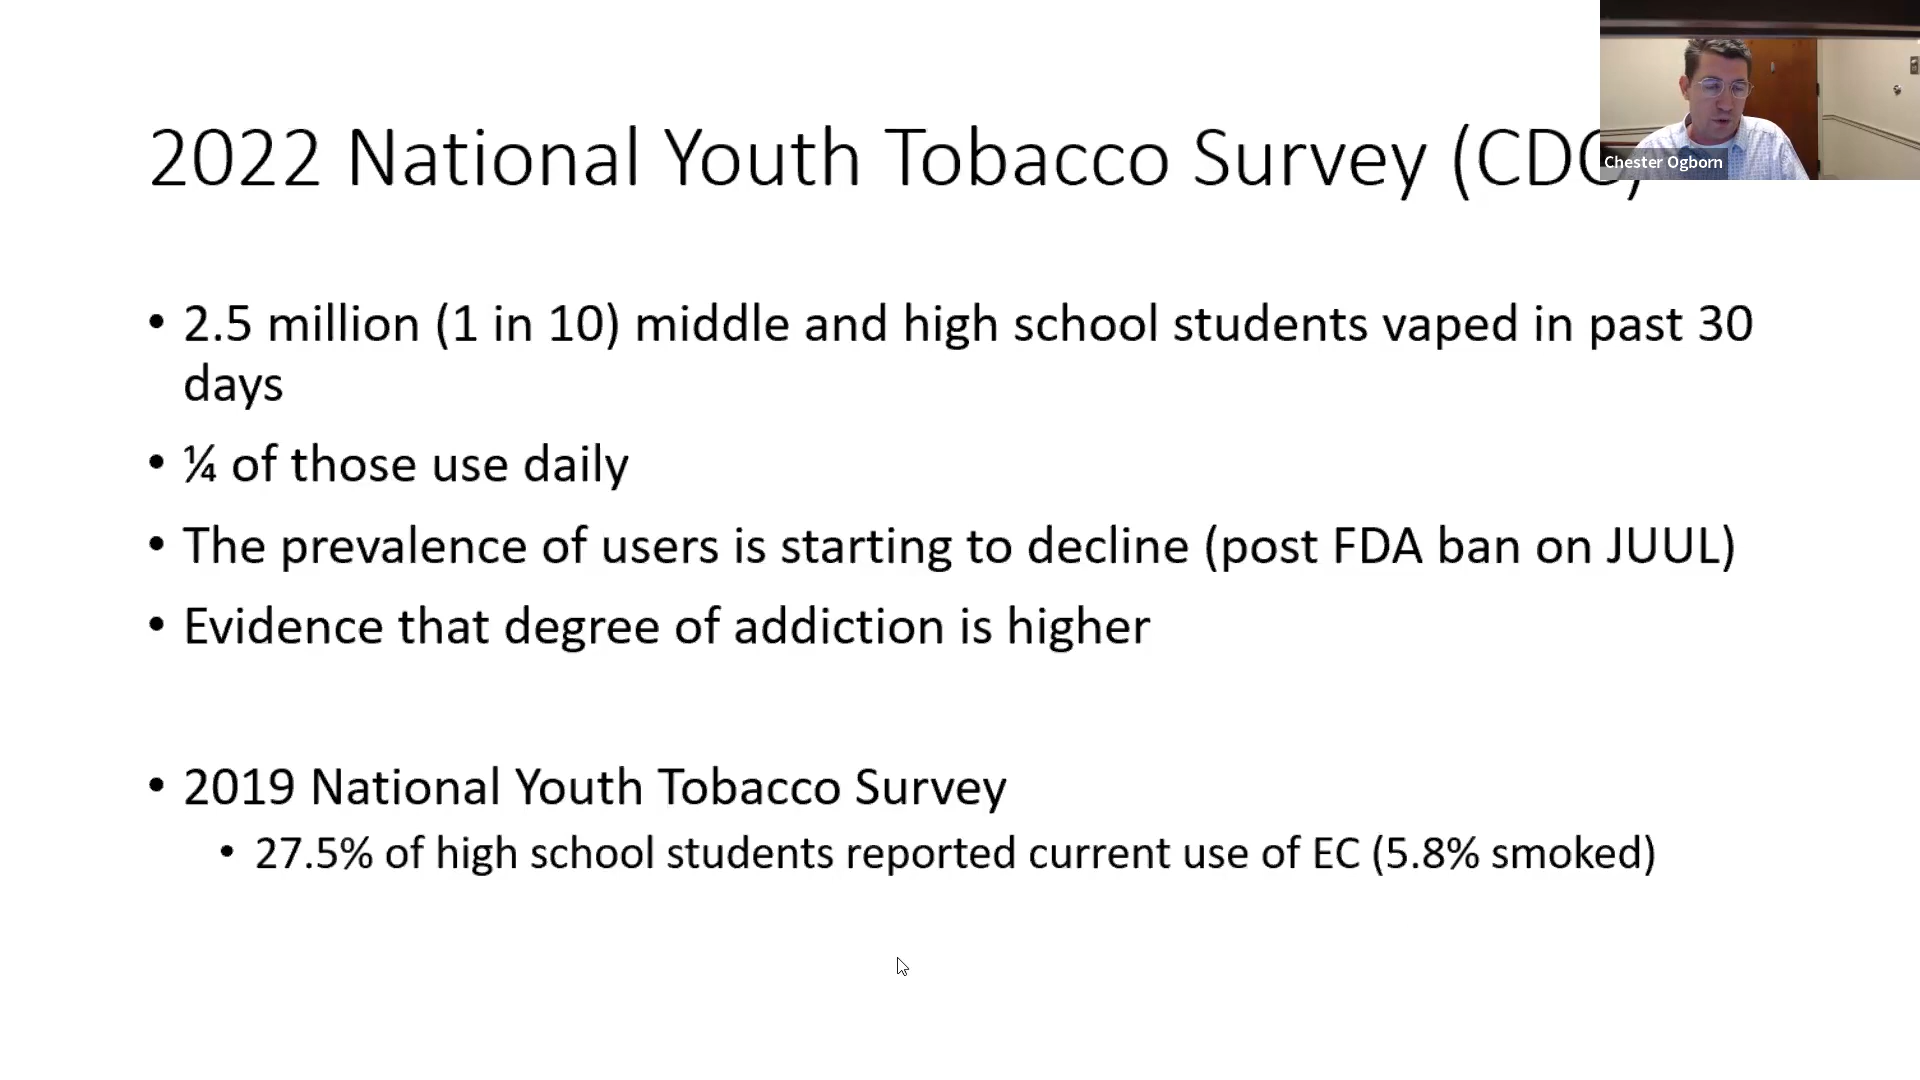 2022 National Youth Tobacco Survey (CDC)
Chester Ogborn
• 2.5 million (1 in 10) middle and high school students vaped in past 30
days
• ¼ of those use daily
• The prevalence of users is starting to decline (post FDA ban on JUUL)
• Evidence that degree of addiction is higher
• 2019 National Youth Tobacco Survey
• 27.5% of high school students reported current use of EC (5.8% smoked)